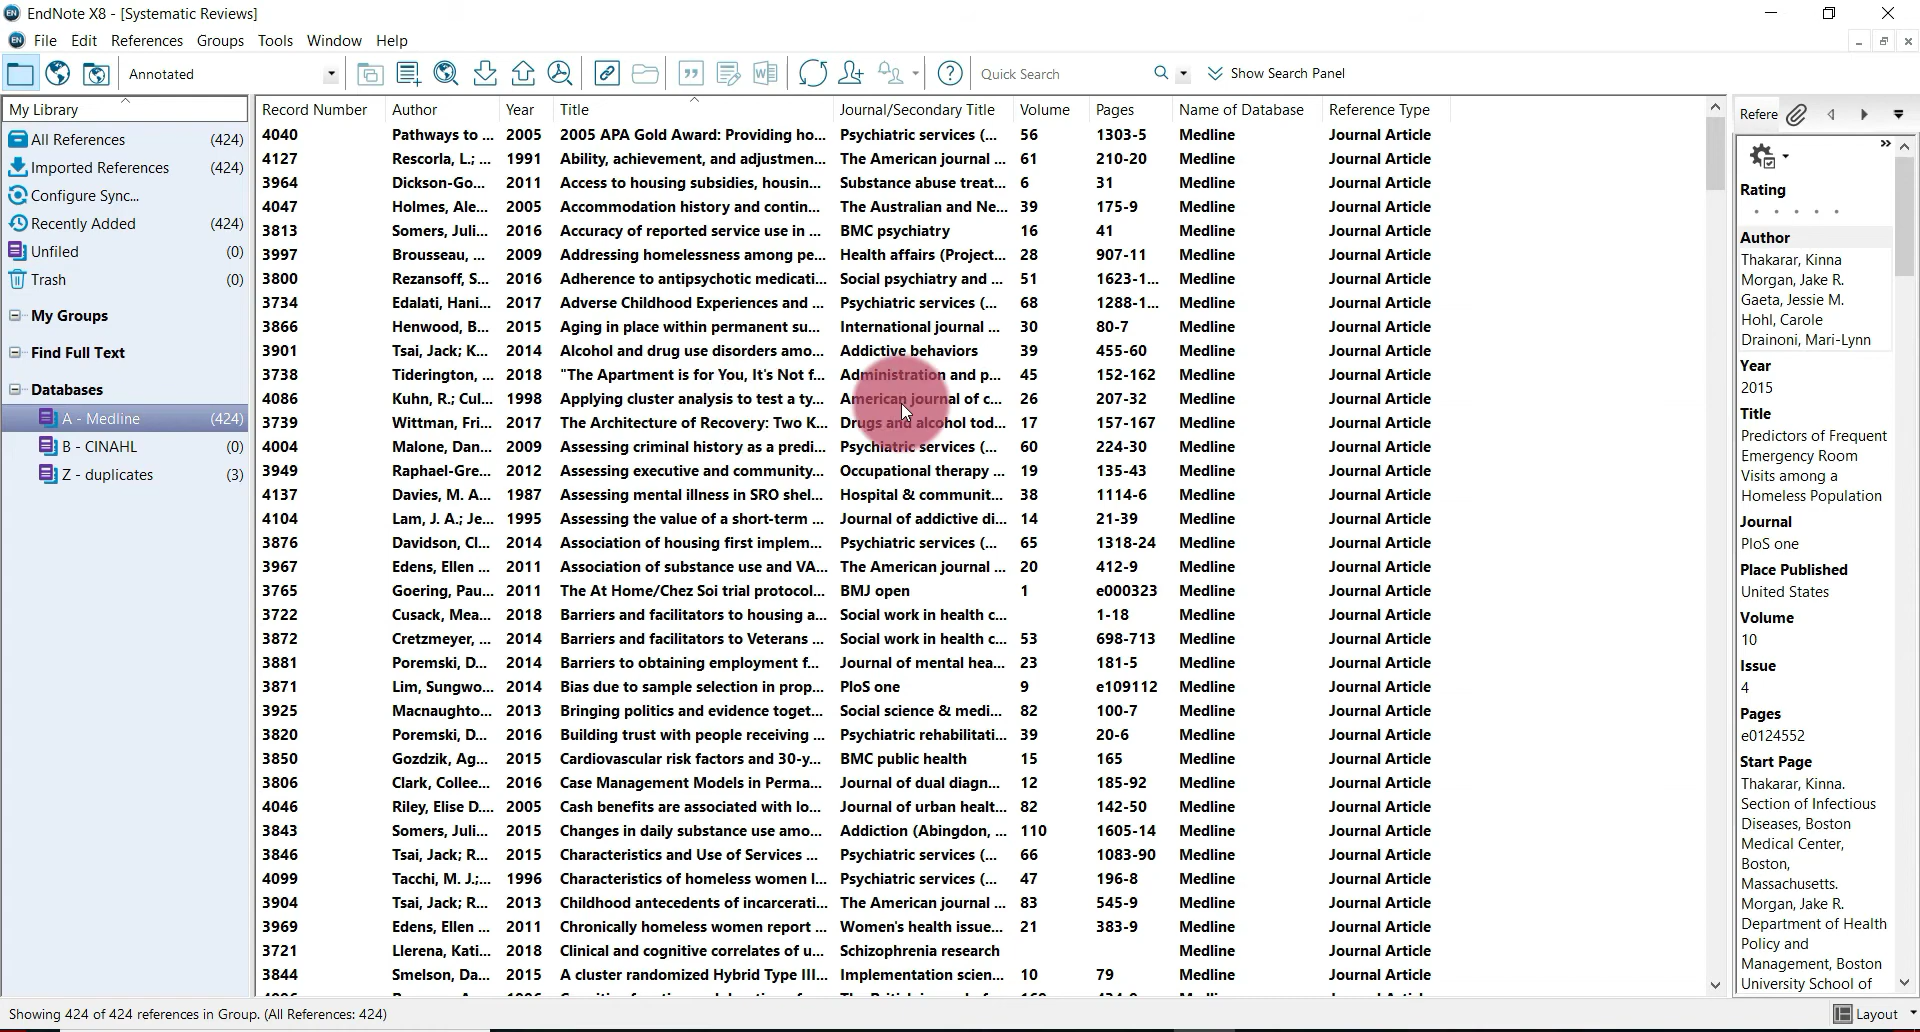 EndNote X8 - [Systematic Reviews]
File Edit References Groups Tools Window Help
Annotated Quick Search Show Search Panel
My Library
All References (424)
Imported References (424)
Configure Sync...
Recently Added (424)
Unfiled (0)
Trash (0)
My Groups
Find Full Text
Databases
A - Medline (424)
B - CINAHL (0)
Z - duplicates (3)
Record Number Author Year Title Journal/Secondary Title Volume Pages Name of Database Reference Type
4040 Pathways to ... 2005 2005 APA Gold Award: Providing ho... Psychiatric services (... 56 1303-5 Medline Journal Article
4127 Rescorla, L.; ... 1991 Ability, achievement, and adjustmen... The American journal ... 61 210-20 Medline Journal Article
3964 Dickson-Go... 2011 Access to housing subsidies, housin... Substance abuse treat... 6 31 Medline Journal Article
4047 Holmes, Ale... 2005 Accommodation history and contin... The Australian and Ne... 39 175-9 Medline Journal Article
3813 Somers, Juli... 2016 Accuracy of reported service use in ... BMC psychiatry 16 41 Medline Journal Article
3997 Brousseau, ... 2009 Addressing homelessness among pe... Health affairs (Project... 28 907-11 Medline Journal Article
3800 Rezansoff, S... 2016 Adherence to antipsychotic medicati... Social psychiatry and ... 51 1623-1... Medline Journal Article
3734 Edalati, Hani... 2017 Adverse Childhood Experiences and ... Psychiatric services (... 68 1288-1... Medline Journal Article
3866 Henwood, B... 2015 Aging in place within permanent su... International journal ... 30 80-7 Medline Journal Article
3901 Tsai, Jack; K... 2014 Alcohol and drug use disorders amo... Addictive behaviors 39 455-60 Medline Journal Article
3738 Tiderington, ... 2018 "The Apartment is for You, It's Not f... Administration and p... 45 152-162 Medline Journal Article
4086 Kuhn, R.; Cul... 1998 Applying cluster analysis to test a ty... American journal of c... 26 207-32 Medline Journal Article
3739 Wittman, Fri... 2017 The Architecture of Recovery: Two K... Drugs and alcohol tod... 17 157-167 Medline Journal Article
4004 Malone, Dan... 2009 Assessing criminal history as a predi... Psychiatric services (... 60 224-30 Medline Journal Article
3949 Raphael-Gre... 2012 Assessing executive and community... Occupational therapy ... 19 135-43 Medline Journal Article
4137 Davies, M. A... 1987 Assessing mental illness in SRO shel... Hospital & communit... 38 1114-6 Medline Journal Article
4104 Lam, J. A.; Je... 1995 Assessing the value of a short-term ... Journal of addictive di... 14 21-39 Medline Journal Article
3876 Davidson, Cl... 2014 Association of housing first implem... Psychiatric services (... 65 1318-24 Medline Journal Article
3967 Edens, Ellen ... 2011 Association of substance use and VA... The American journal ... 20 412-9 Medline Journal Article
3765 Goering, Pau... 2011 The At Home/Chez Soi trial protocol... BMJ open 1 e000323 Medline Journal Article
3722 Cusack, Mea... 2018 Barriers and facilitators to housing a... Social work in health c... 1-18 Medline Journal Article
3872 Cretzmeyer, ... 2014 Barriers and facilitators to Veterans ... Social work in health c... 53 698-713 Medline Journal Article
3881 Poremski, D... 2014 Barriers to obtaining employment f... Journal of mental hea... 23 181-5 Medline Journal Article
3871 Lim, Sungwo... 2014 Bias due to sample selection in prop... PloS one 9 e109112 Medline Journal Article
3925 Macnaughto... 2013 Bringing politics and evidence toget... Social science & medi... 82 100-7 Medline Journal Article
3820 Poremski, D... 2016 Building trust with people receiving ... Psychiatric rehabilitati... 39 20-6 Medline Journal Article
3850 Gozdzik, Ag... 2015 Cardiovascular risk factors and 30-y... BMC public health 15 165 Medline Journal Article
3806 Clark, Collee... 2016 Case Management Models in Perma... Journal of dual diagn... 12 185-92 Medline Journal Article
4046 Riley, Elise D.... 2005 Cash benefits are associated with lo... Journal of urban healt... 82 142-50 Medline Journal Article
3843 Somers, Juli... 2015 Changes in daily substance use amo... Addiction (Abingdon, ... 110 1605-14 Medline Journal Article
3846 Tsai, Jack; R... 2015 Characteristics and Use of Services ... Psychiatric services (... 66 1083-90 Medline Journal Article
4099 Tacchi, M. J.;... 1996 Characteristics of homeless women l... Psychiatric services (... 47 196-8 Medline Journal Article
3904 Tsai, Jack; R... 2013 Childhood antecedents of incarcerati... The American journal ... 83 545-9 Medline Journal Article
3969 Edens, Ellen ... 2011 Chronically homeless women report ... Women's health issue... 21 383-9 Medline Journal Article
3721 Llerena, Kati... 2018 Clinical and cognitive correlates of u... Schizophrenia research Medline Journal Article
3844 Smelson, Da... 2015 A cluster randomized Hybrid Type III... Implementation scien... 10 79 Medline Journal Article
Refere
Rating
Author
Thakarar, Kinna
Morgan, Jake R.
Gaeta, Jessie M.
Hohl, Carole
Drainoni, Mari-Lynn
Year
2015
Title
Predictors of Frequent
Emergency Room
Visits among a
Homeless Population
Journal
PloS one
Place Published
United States
Volume
10
Issue
4
Pages
e0124552
Start Page
Thakarar, Kinna.
Section of Infectious
Diseases, Boston
Medical Center,
Boston,
Massachusetts.
Morgan, Jake R.
Department of Health
Policy and
Management, Boston
University School of
Showing 424 of 424 references in Group. (All References: 424)
Layout